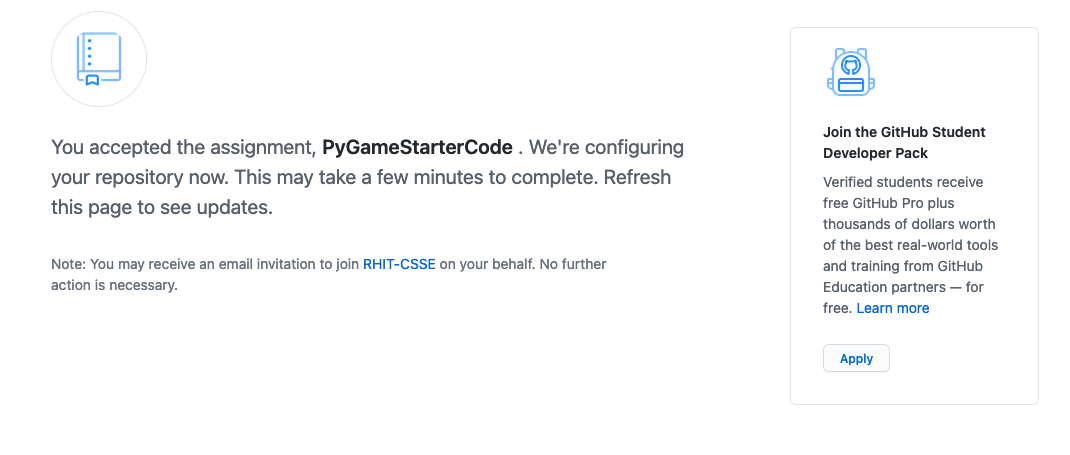 You accepted the assignment, PyGameStarterCode . We're configuring
your repository now. This may take a few minutes to complete. Refresh
this page to see updates.
Note: You may receive an email invitation to join RHIT-CSSE on your behalf. No further
action is necessary.
Join the GitHub Student
Developer Pack
Verified students receive
free GitHub Pro plus
thousands of dollars worth
of the best real-world tools
and training from GitHub
Education partners — for
free. Learn more
Apply